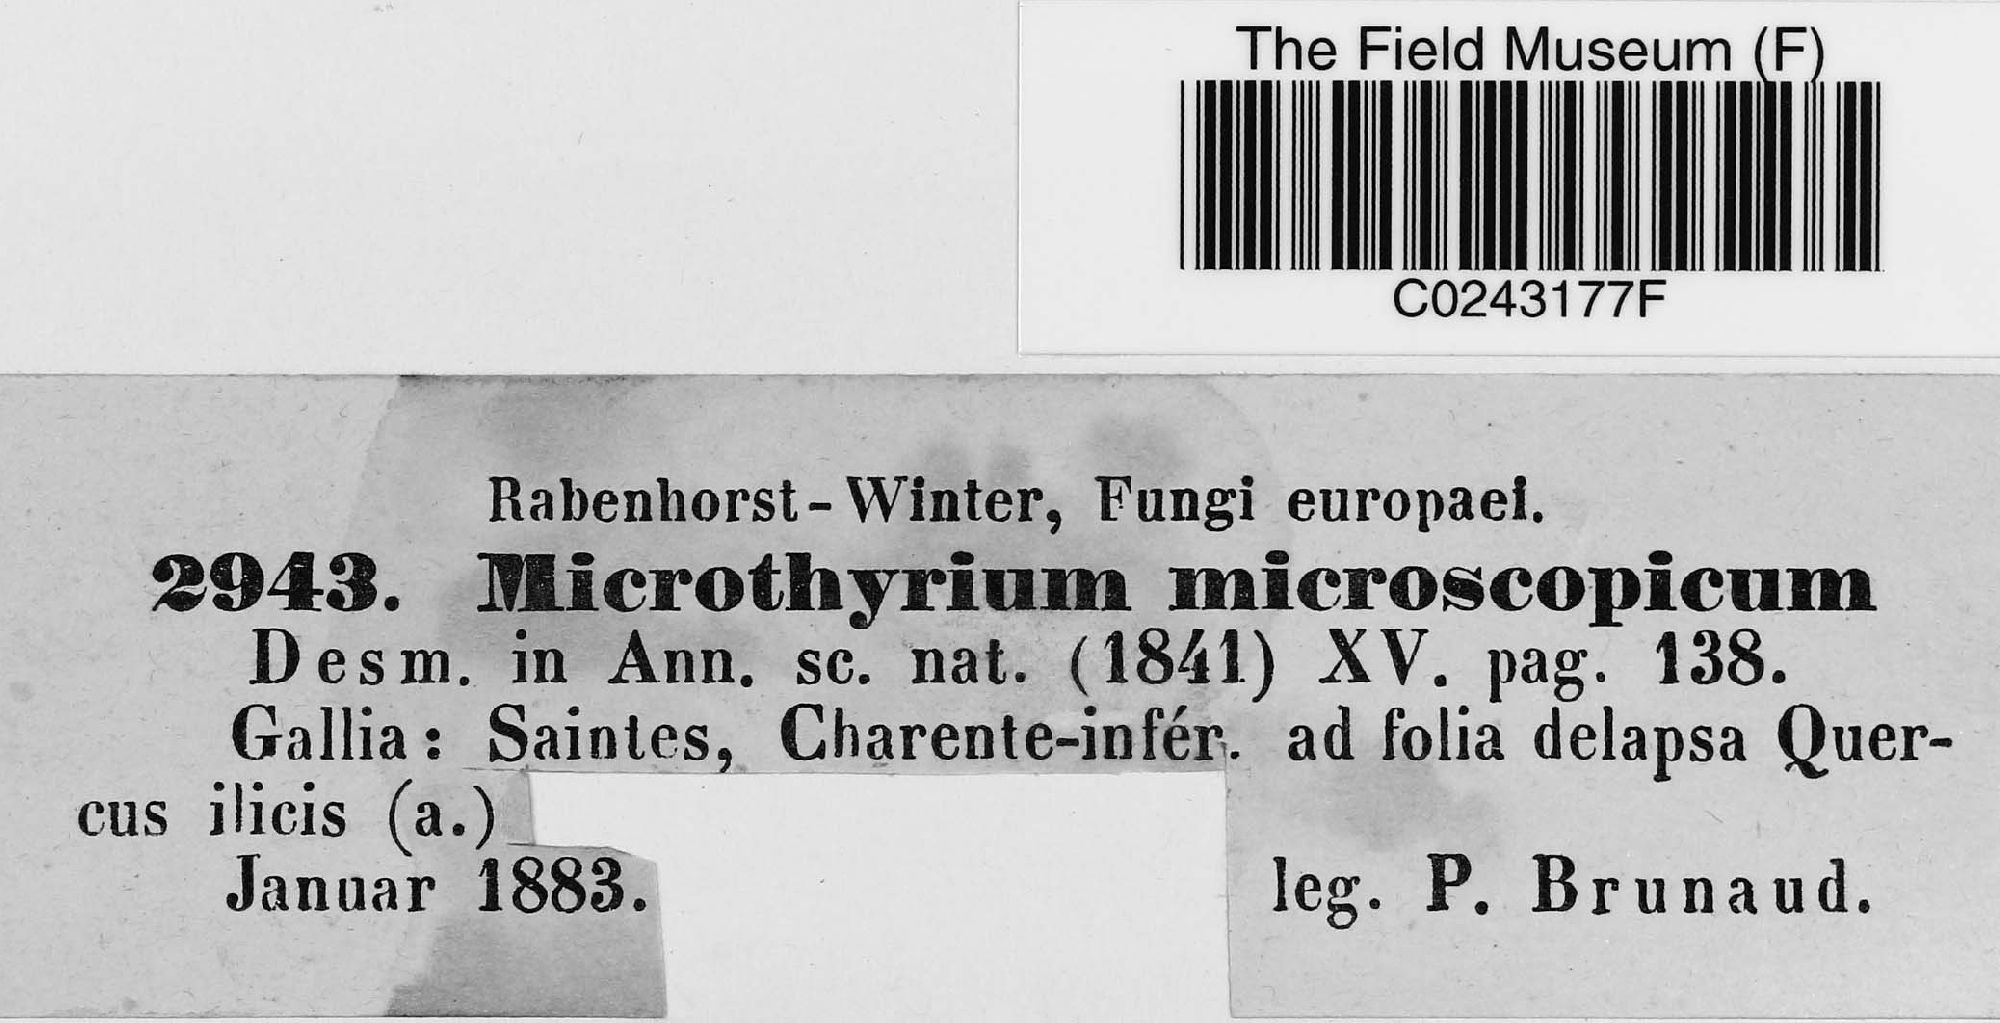 The Field Museum (F)
C0243177F
Rabenhorst-Winter, Fungi europaei.
2943. Microthyrium microscopicum
Desm. in Ann. sc. nat. (1841) XV. pag. 138.
Gallia: Saintes, Charente-infér. ad folia delapsa Quer-
cus ilicis (a.)
Januar 1883.
leg. P. Brunaud.